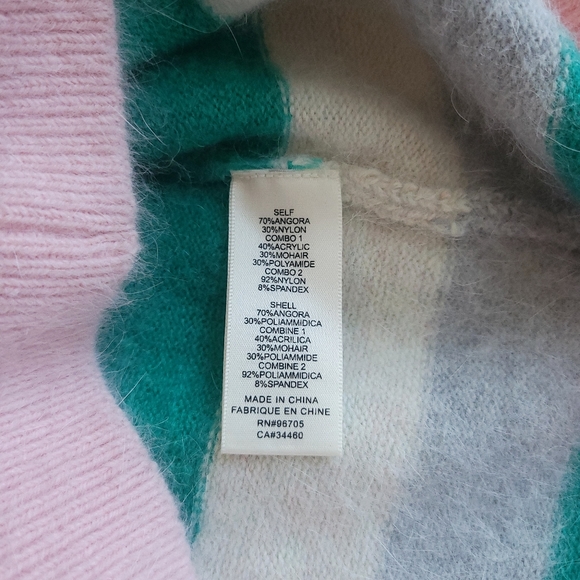 SELF
70%ANGORA
30%NYLON
COMBO 1
40%ACRYLIC
30%MOHAIR
30%POLYAMIDE
COMBO 2
92%NYLON
8%SPANDEX
SHELL
70%ANGORA
30%POLIAMMIDICA
COMBINE 1
40%ACRILICA
30%MOHAIR
30%POLIAMMIDE
COMBINE 2
92%POLIAMMIDICA
8%SPANDEX
MADE IN CHINA
FABRIQUE EN CHINE
RN#96705
CA#34460